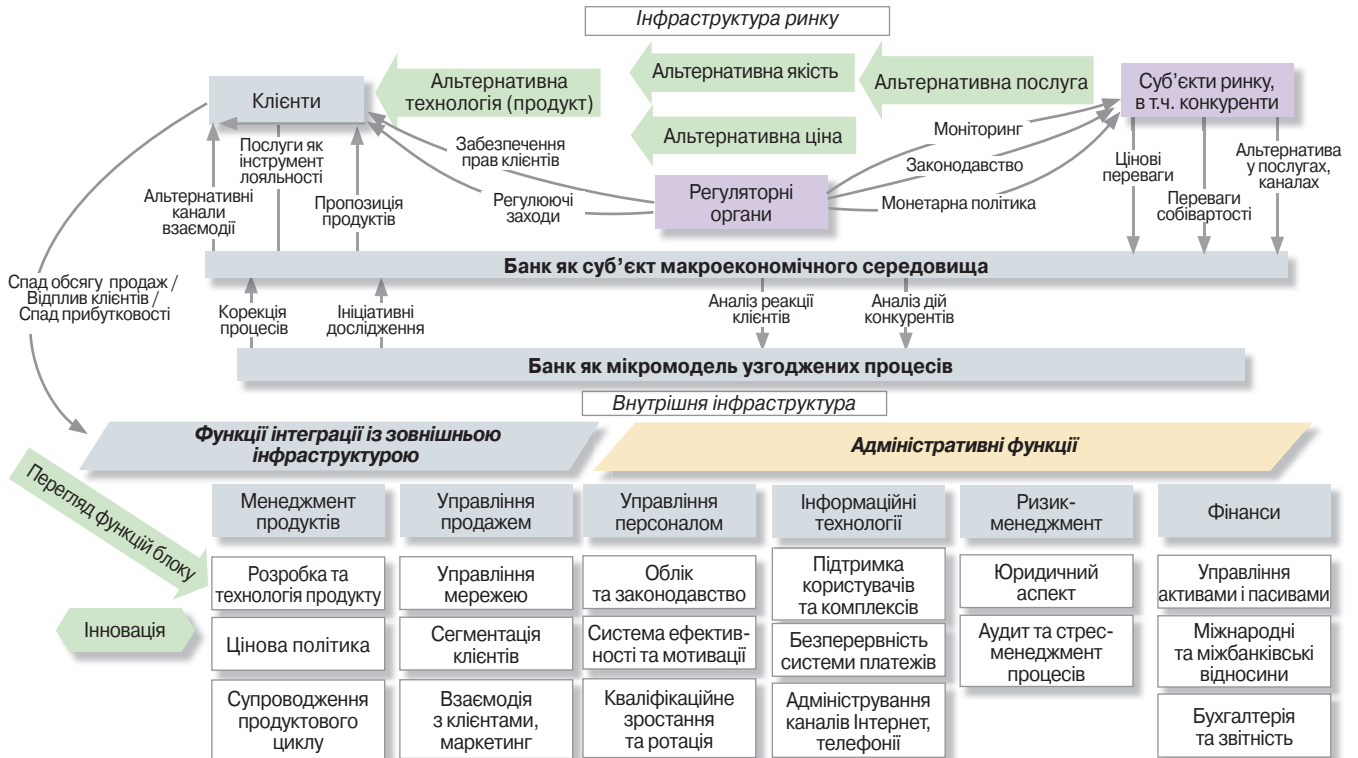 Інфраструктура ринку
Клієнти
Альтернативна
технологія (продукт)
Альтернативна якість
Альтернативна ціна
Альтернативна послуга
Суб’єкти ринку,
в т.ч. конкуренти
Послуги як
інструмент
лояльності
Альтернативні
канали
взаємодії
Пропозиція
продуктів
Забезпечення
прав клієнтів
Регулюючі
заходи
Регуляторні
органи
Моніторинг
Законодавство
Монетарна політика
Цінові
переваги
Переваги
собівартості
Альтернатива
у послугах,
каналах
Банк як суб’єкт макроекономічного середовища
Спад обсягу продаж /
Відплив клієнтів /
Спад прибутковості
Корекція
процесів
Ініціативні
дослідження
Аналіз реакції
клієнтів
Аналіз дій
конкурентів
Банк як мікромодель узгоджених процесів
Внутрішня інфраструктура
Функції інтеграції із зовнішньою
інфраструктурою
Адміністративні функції
Перегляд функцій блоку
Інновація
Менеджмент
продуктів
Розробка та
технологія продукту
Цінова політика
Супроводження
продуктового
циклу
Управління
продажем
Управління
мережею
Сегментація
клієнтів
Взаємодія
з клієнтами,
маркетинг
Управління
персоналом
Облік
та законодавство
Система ефектив-
ності та мотивації
Кваліфікаційне
зростання
та ротація
Інформаційні
технології
Підтримка
користувачів
та комплексів
Безперервність
системи платежів
Адміністрування
каналів Інтернет,
телефонії
Ризик-
менеджмент
Юридичний
аспект
Аудит та стрес-
менеджмент
процесів
Фінанси
Управління
активами і пасивами
Міжнародні
та міжбанківські
відносини
Бухгалтерія
та звітність